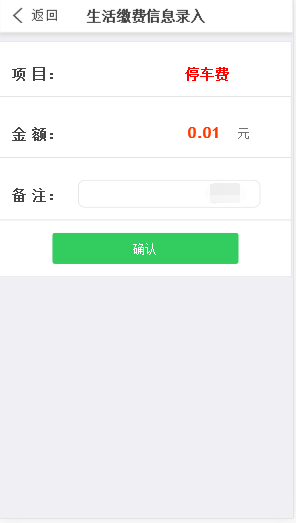 返回 生活缴费信息录入
项 目： 停车费
金 额： 0.01 元
备 注：
确认